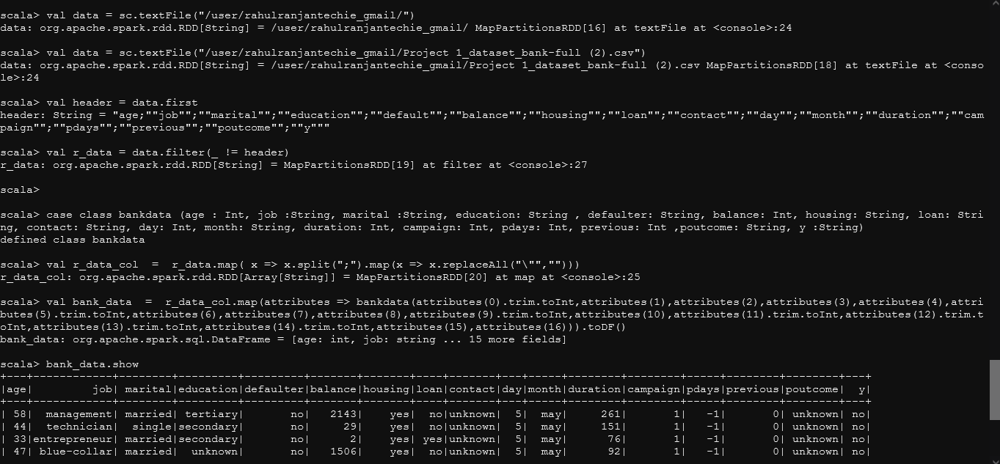 scala> val data = sc.textFile("/user/rahulranjantechie_gmail/")
data: org.apache.spark.rdd.RDD[String] = /user/rahulranjantechie_gmail/ MapPartitionsRDD[16] at textFile at <console>:24
scala> val data = sc.textFile("/user/rahulranjantechie_gmail/Project 1_dataset_bank-full (2).csv")
data: org.apache.spark.rdd.RDD[String] = /user/rahulranjantechie_gmail/Project 1_dataset_bank-full (2).csv MapPartitionsRDD[18] at textFile at <conso
le>:24
scala> val header = data.first
header: String = "age;""job"";""marital"";""education"";""default"";""balance"";""housing"";""loan"";""contact"";""day"";""month"";""duration"";""cam
paign"";""pdays"";""previous"";""poutcome"";""y"""
scala> val r_data = data.filter(_ != header)
r_data: org.apache.spark.rdd.RDD[String] = MapPartitionsRDD[19] at filter at <console>:27
scala>
scala> case class bankdata (age : Int, job :String, marital :String, education: String , defaulter: String, balance: Int, housing: String, loan: Stri
ng, contact: String, day: Int, month: String, duration: Int, campaign: Int, pdays: Int, previous: Int ,poutcome: String, y :String)
defined class bankdata
scala> val r_data_col  =  r_data.map( x => x.split(";").map(x => x.replaceAll("\"","")))
r_data_col: org.apache.spark.rdd.RDD[Array[String]] = MapPartitionsRDD[20] at map at <console>:25
scala> val bank_data  =  r_data_col.map(attributes => bankdata(attributes(0).trim.toInt,attributes(1),attributes(2),attributes(3),attributes(4),attri
butes(5).trim.toInt,attributes(6),attributes(7),attributes(8),attributes(9).trim.toInt,attributes(10),attributes(11).trim.toInt,attributes(12).trim.t
oInt,attributes(13).trim.toInt,attributes(14).trim.toInt,attributes(15),attributes(16))).toDF()
bank_data: org.apache.spark.sql.DataFrame = [age: int, job: string ... 15 more fields]
scala> bank_data.show
+---+------------+--------+---------+---------+-------+-------+----+-------+---+-----+--------+--------+-----+--------+--------+---+
|age|         job| marital|education|defaulter|balance|housing|loan|contact|day|month|duration|campaign|pdays|previous|poutcome|  y|
+---+------------+--------+---------+---------+-------+-------+----+-------+---+-----+--------+--------+-----+--------+--------+---+
| 58|  management| married| tertiary|       no|   2143|    yes|  no|unknown|  5|  may|     261|       1|   -1|       0| unknown| no|
| 44|  technician|  single|secondary|       no|     29|    yes|  no|unknown|  5|  may|     151|       1|   -1|       0| unknown| no|
| 33|entrepreneur| married|secondary|       no|      2|    yes| yes|unknown|  5|  may|      76|       1|   -1|       0| unknown| no|
| 47| blue-collar| married|  unknown|       no|   1506|    yes|  no|unknown|  5|  may|      92|       1|   -1|       0| unknown| no|